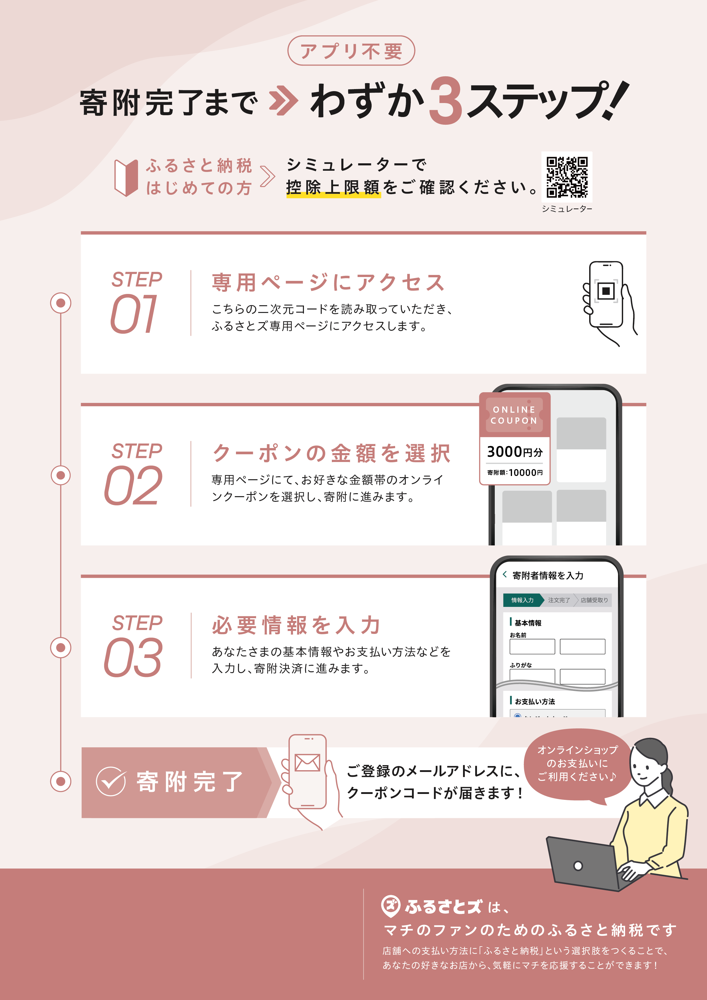 アプリ不要
寄附完了まで わずか3ステップ!
ふるさと納税
はじめての方
シミュレーターで
控除上限額をご確認ください。
シミュレーター
STEP
01
専用ページにアクセス
こちらの二次元コードを読み取っていただき、
ふるさとズ専用ページにアクセスします。
STEP
02
クーポンの金額を選択
専用ページにて、お好きな金額帯のオンライ
ンクーポンを選択し、寄附に進みます。
ONLINE
COUPON
3000円分
寄附額:10000円
STEP
03
必要情報を入力
あなたさまの基本情報やお支払い方法などを
入力し、寄附決済に進みます。
寄附者情報を入力
情報入力 注文完了 店舗受取り
基本情報
お名前
ふりがな
お支払い方法
寄附完了
ご登録のメールアドレスに、
クーポンコードが届きます!
オンラインショップ
のお支払いに
ご利用ください♪
ズ ふるさとズ は、
マチのファンのためのふるさと納税です
店舗への支払い方法に「ふるさと納税」という選択肢をつくることで、
あなたの好きなお店から、気軽にマチを応援することができます!